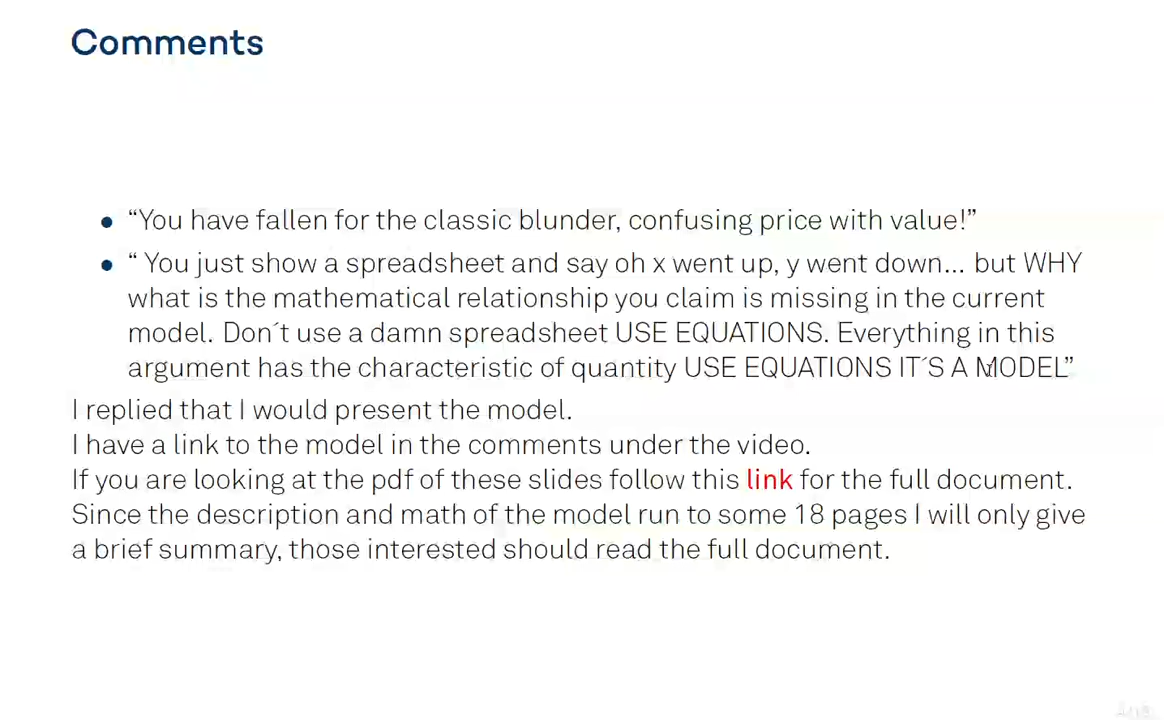 Comments
• “You have fallen for the classic blunder, confusing price with value!”
• “ You just show a spreadsheet and say oh x went up, y went down... but WHY
what is the mathematical relationship you claim is missing in the current
model. Don´t use a damn spreadsheet USE EQUATIONS. Everything in this
argument has the characteristic of quantity USE EQUATIONS IT´S A MODEL”
I replied that I would present the model.
I have a link to the model in the comments under the video.
If you are looking at the pdf of these slides follow this link for the full document.
Since the description and math of the model run to some 18 pages I will only give
a brief summary, those interested should read the full document.